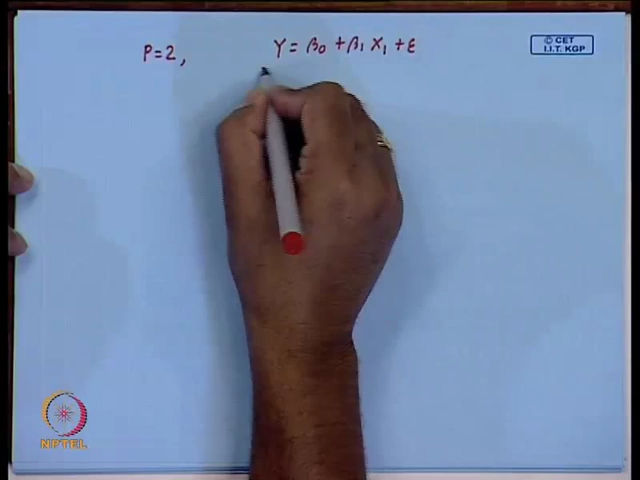 P=2, Y = β₀ + β₁ X₁ + ε
© CET
I.I.T. KGP
NPTEL